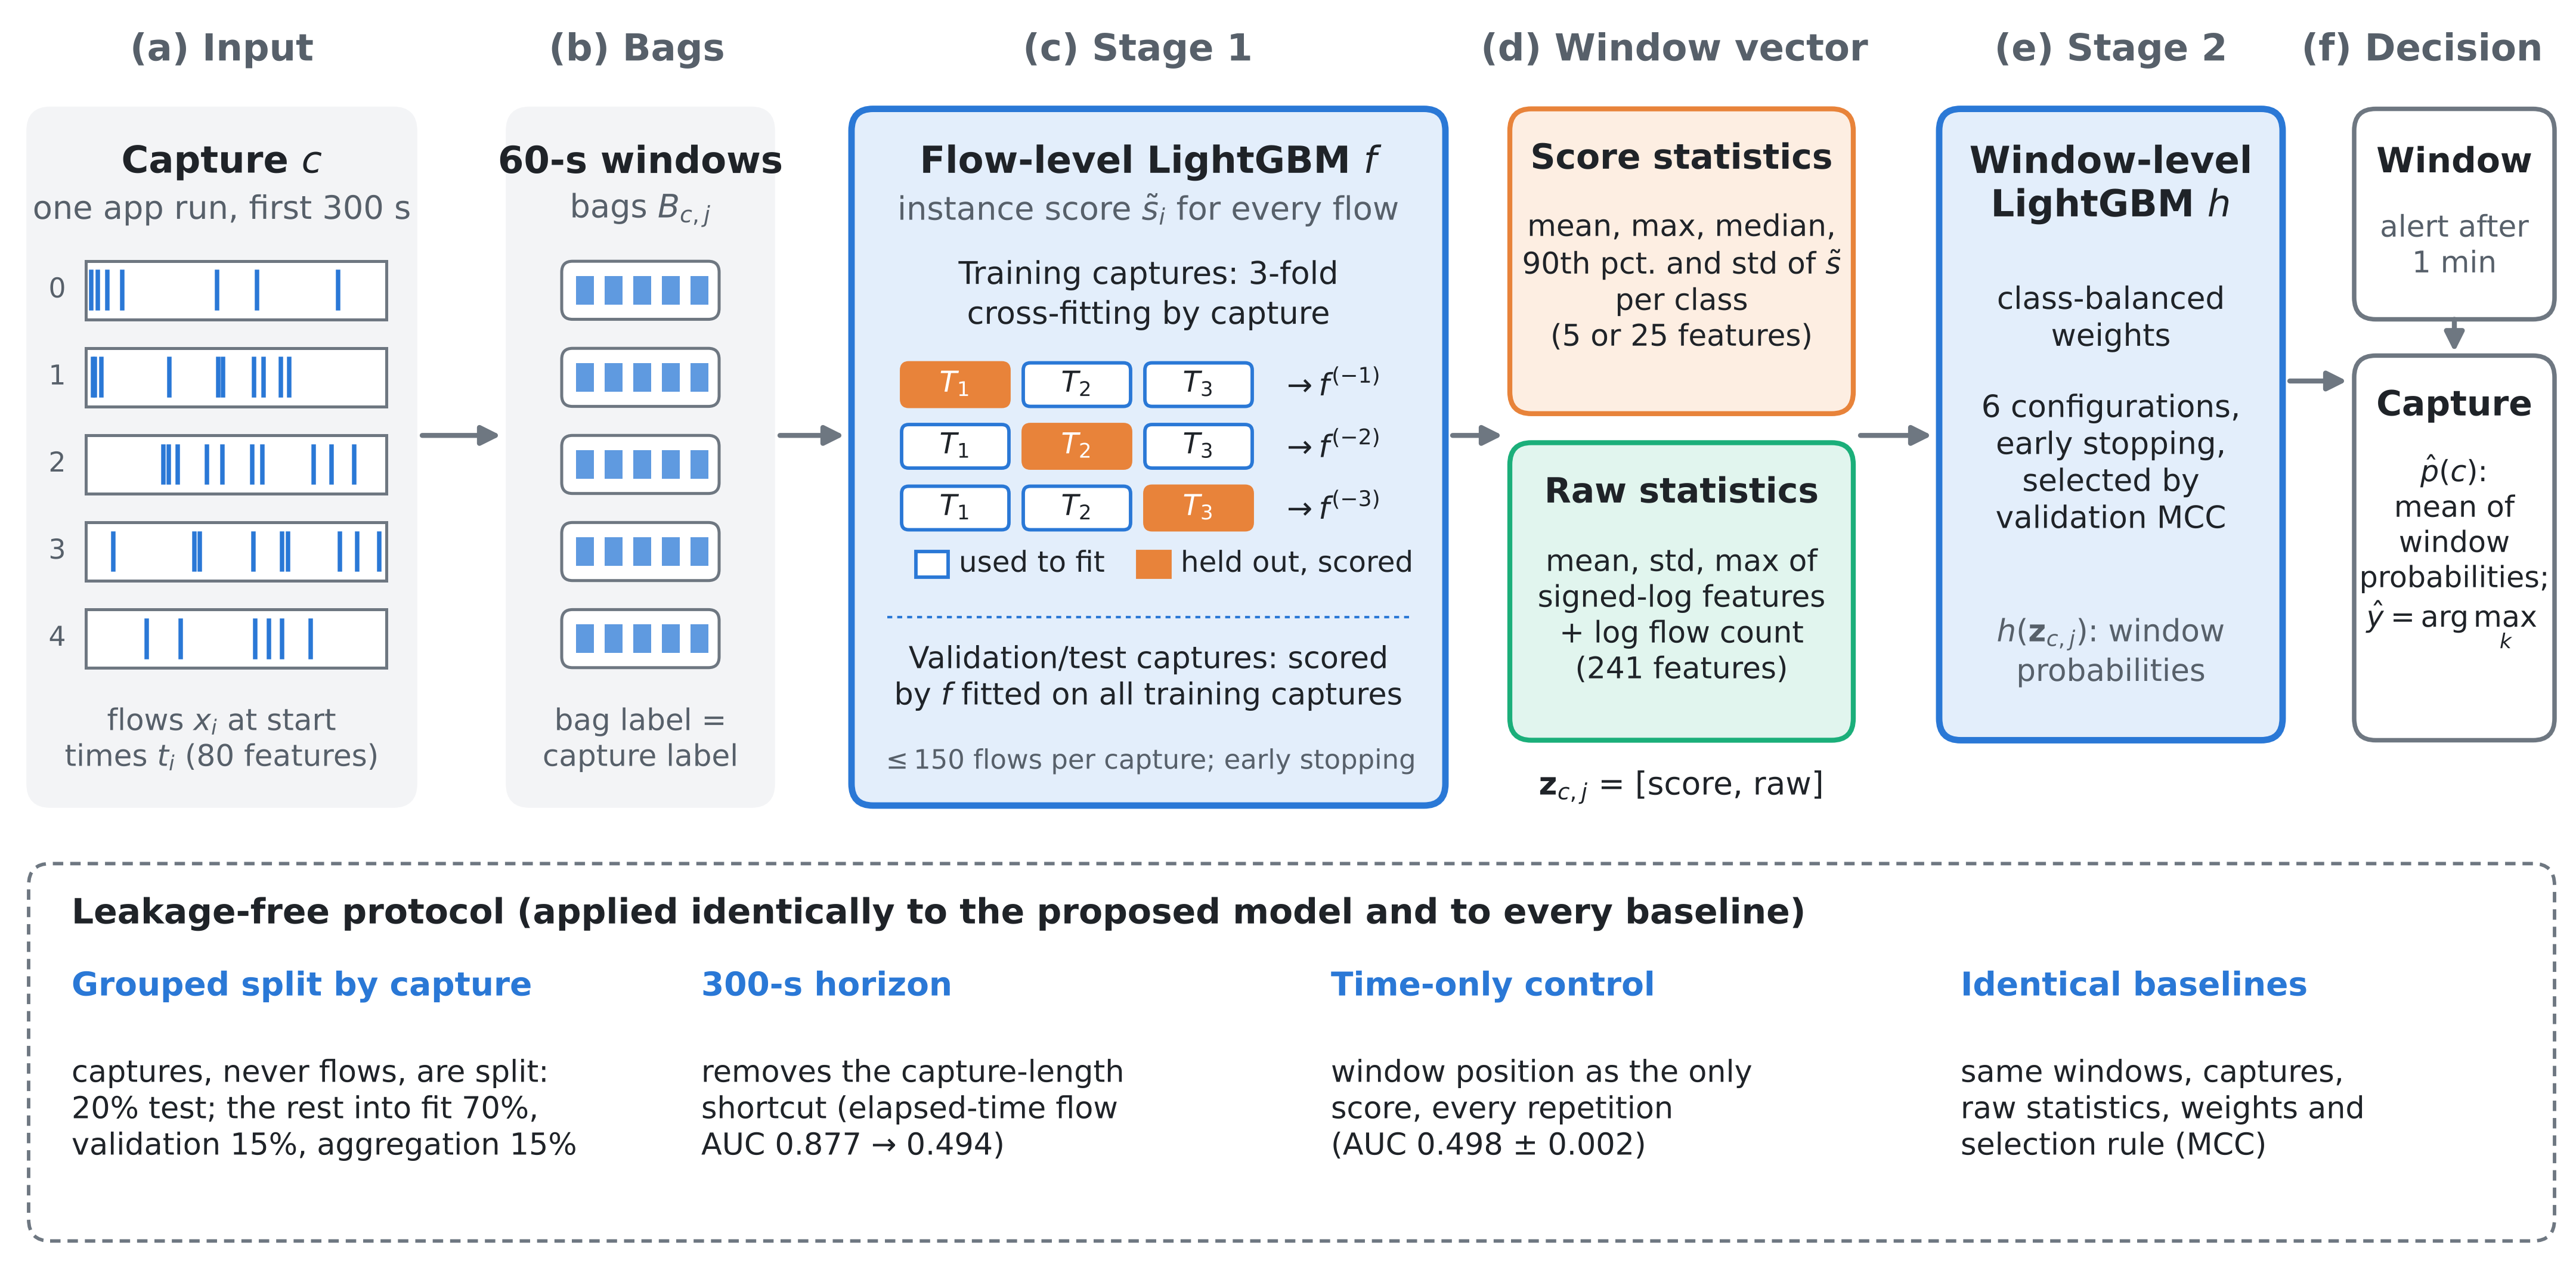 (a) Input
(b) Bags
(c) Stage 1
(d) Window vector
(e) Stage 2
(f) Decision
Capture c
one app run, first 300 s
0
1
2
3
4
flows xᵢ at start
times tᵢ (80 features)
60-s windows
bags B_{c,j}
bag label =
capture label
Flow-level LightGBM f
instance score s̃ᵢ for every flow
Training captures: 3-fold
cross-fitting by capture
T₁ T₂ T₃ → f⁽⁻¹⁾
T₁ T₂ T₃ → f⁽⁻²⁾
T₁ T₂ T₃ → f⁽⁻³⁾
used to fit held out, scored
Validation/test captures: scored
by f fitted on all training captures
≤ 150 flows per capture; early stopping
Score statistics
mean, max, median,
90th pct. and std of s̃
per class
(5 or 25 features)
Raw statistics
mean, std, max of
signed-log features
+ log flow count
(241 features)
z_{c,j} = [score, raw]
Window-level
LightGBM h
class-balanced
weights
6 configurations,
early stopping,
selected by
validation MCC
h(z_{c,j}): window
probabilities
Window
alert after
1 min
Capture
p̂(c):
mean of
window
probabilities;
ŷ = arg max
k
Leakage-free protocol (applied identically to the proposed model and to every baseline)
Grouped split by capture
captures, never flows, are split:
20% test; the rest into fit 70%,
validation 15%, aggregation 15%
300-s horizon
removes the capture-length
shortcut (elapsed-time flow
AUC 0.877 → 0.494)
Time-only control
window position as the only
score, every repetition
(AUC 0.498 ± 0.002)
Identical baselines
same windows, captures,
raw statistics, weights and
selection rule (MCC)